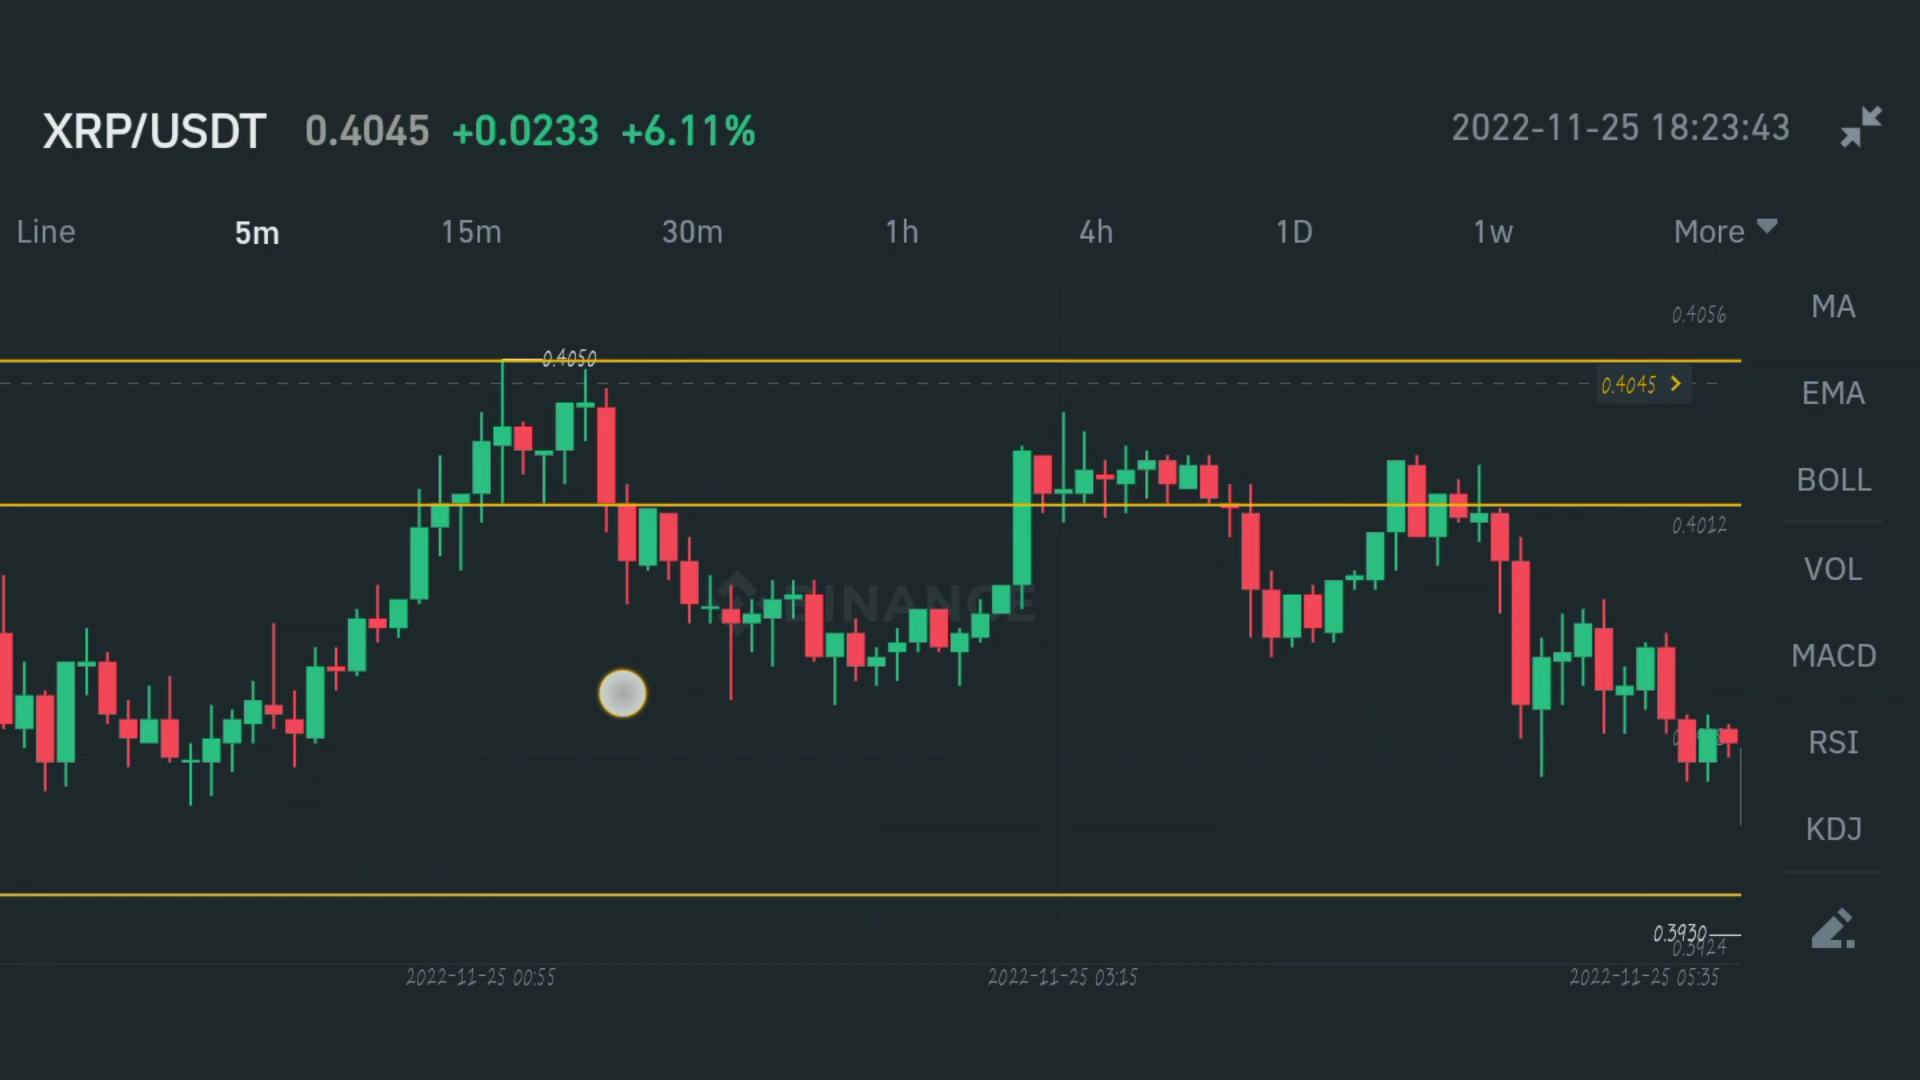 XRP/USDT 0.4045 +0.0233 +6.11% 2022-11-25 18:23:43
Line 5m 15m 30m 1h 4h 1D 1w More
MA
0.4056
0.4050
0.4045
EMA
BOLL
0.4012
VOL
BINANCE
MACD
RSI
KDJ
0.3930
0.3924
2022-11-25 00:55 2022-11-25 03:15 2022-11-25 05:35